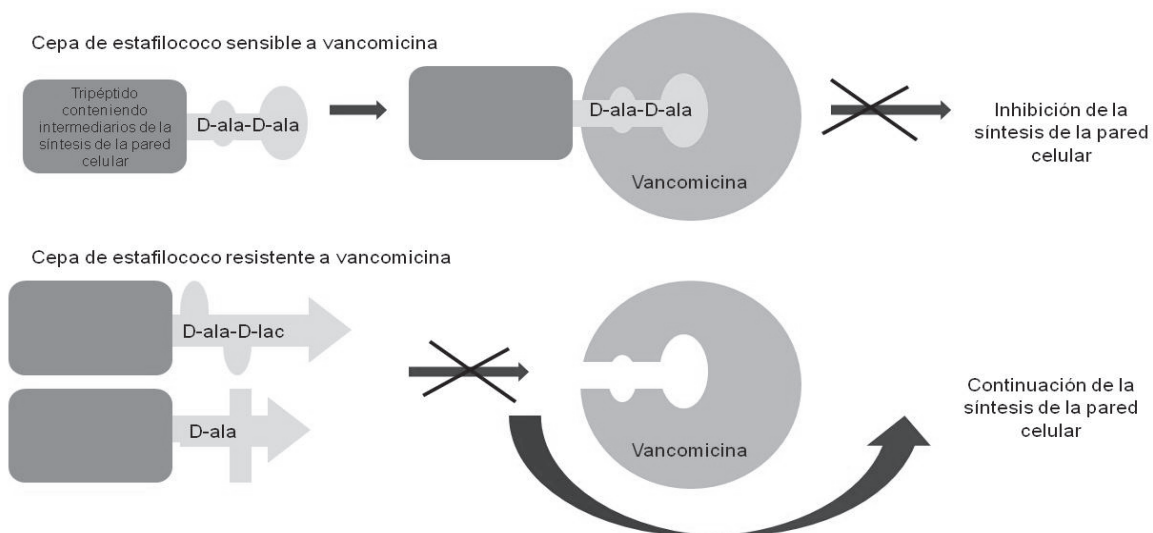 Cepa de estafilococo sensible a vancomicina
Tripéptido
conteniendo
intermediarios de la
síntesis de la pared
celular
D-ala-D-ala
D-ala-D-ala
Vancomicina
Inhibición de la
síntesis de la pared
celular
Cepa de estafilococo resistente a vancomicina
D-ala-D-lac
D-ala
Vancomicina
Continuación de la
síntesis de la pared
celular